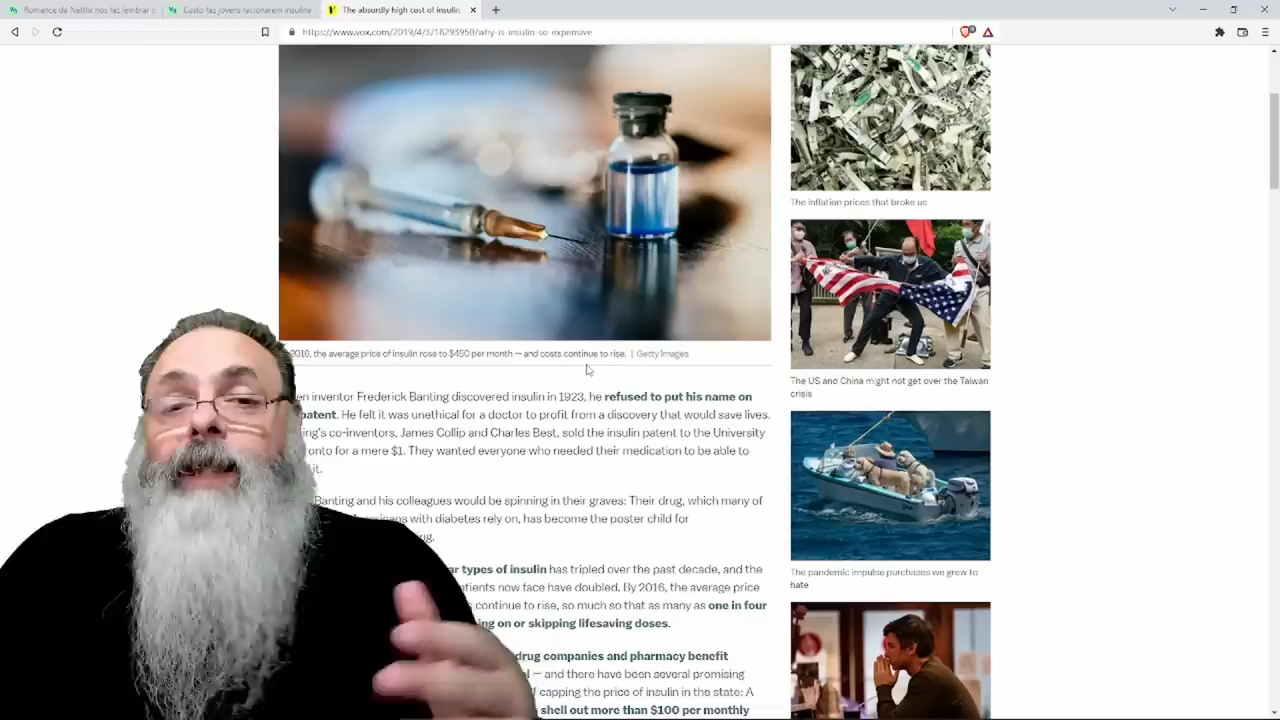 Romance da Netflix nos faz lembrar o
Custo faz jovens racionarem insulina
The absurdly high cost of insulin
https://www.vox.com/2019/4/3/18293950/why-is-insulin-so-expensive
2016, the average price of insulin rose to $450 per month — and costs continue to rise. | Getty Images
en inventor Frederick Banting discovered insulin in 1923, he refused to put his name on
patent. He felt it was unethical for a doctor to profit from a discovery that would save lives.
ing's co-inventors, James Collip and Charles Best, sold the insulin patent to the University
onto for a mere $1. They wanted everyone who needed their medication to be able to
it.
Banting and his colleagues would be spinning in their graves: Their drug, which many of
with diabetes rely on, has become the poster child for
ug.
ar types of insulin has tripled over the past decade, and the
atients now face have doubled. By 2016, the average price
continue to rise, so much so that as many as one in four
ing on or skipping lifesaving doses.
drug companies and pharmacy benefit
— and there have been several promising
capping the price of insulin in the state: A
shell out more than $100 per monthly
The inflation prices that broke us
The US and China might not get over the Taiwan
crisis
The pandemic impulse purchases we grew to
hate